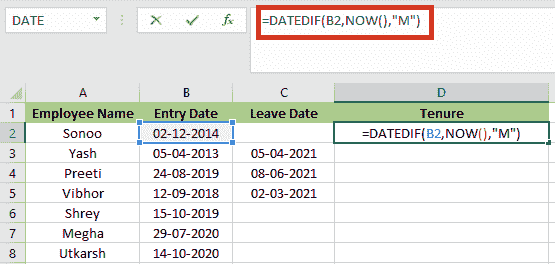 DATE fx =DATEDIF(B2,NOW(),"M")
A B C D
1 Employee Name Entry Date Leave Date Tenure
2 Sonoo 02-12-2014 =DATEDIF(B2,NOW(),"M")
3 Yash 05-04-2013 05-04-2021
4 Preeti 24-08-2019 08-06-2021
5 Vibhor 12-09-2018 02-03-2021
6 Shrey 15-10-2019
7 Megha 29-07-2020
8 Utkarsh 14-10-2020